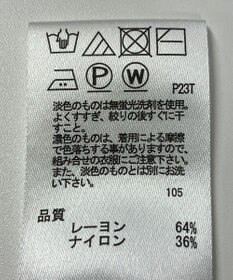 P23T
淡色のものは無蛍光洗剤を使用。
よくすすぎ、絞りの後すぐに干
すこと。
濃色のものは、着用による摩擦
で色落ちする事がありますので、
組み合せの衣服にご注意下さい。
また、淡色のものとは別にお洗
い下さい。
105
品質
レーヨン 64%
ナイロン 36%